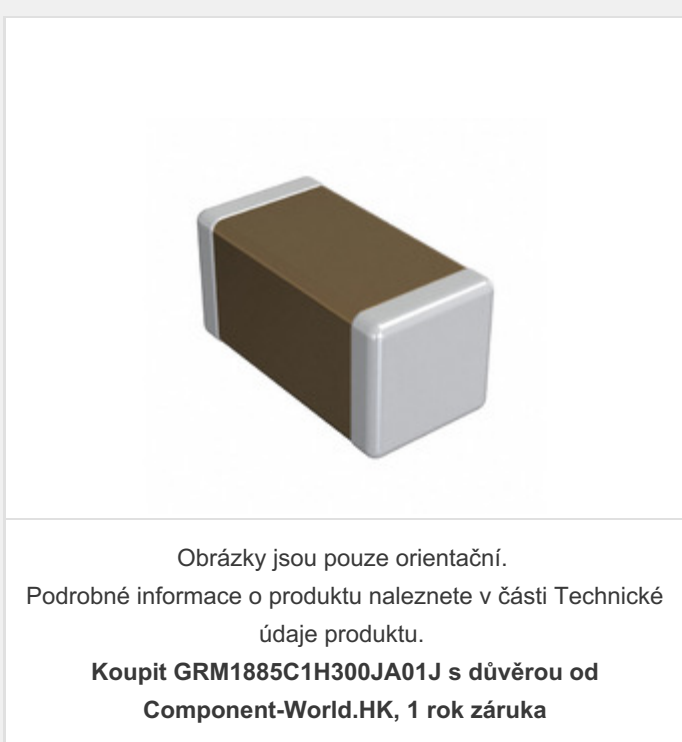 Obrázky jsou pouze orientační.
Podrobné informace o produktu naleznete v části Technické
údaje produktu.
Koupit GRM1885C1H300JA01J s důvěrou od
Component-World.HK, 1 rok záruka